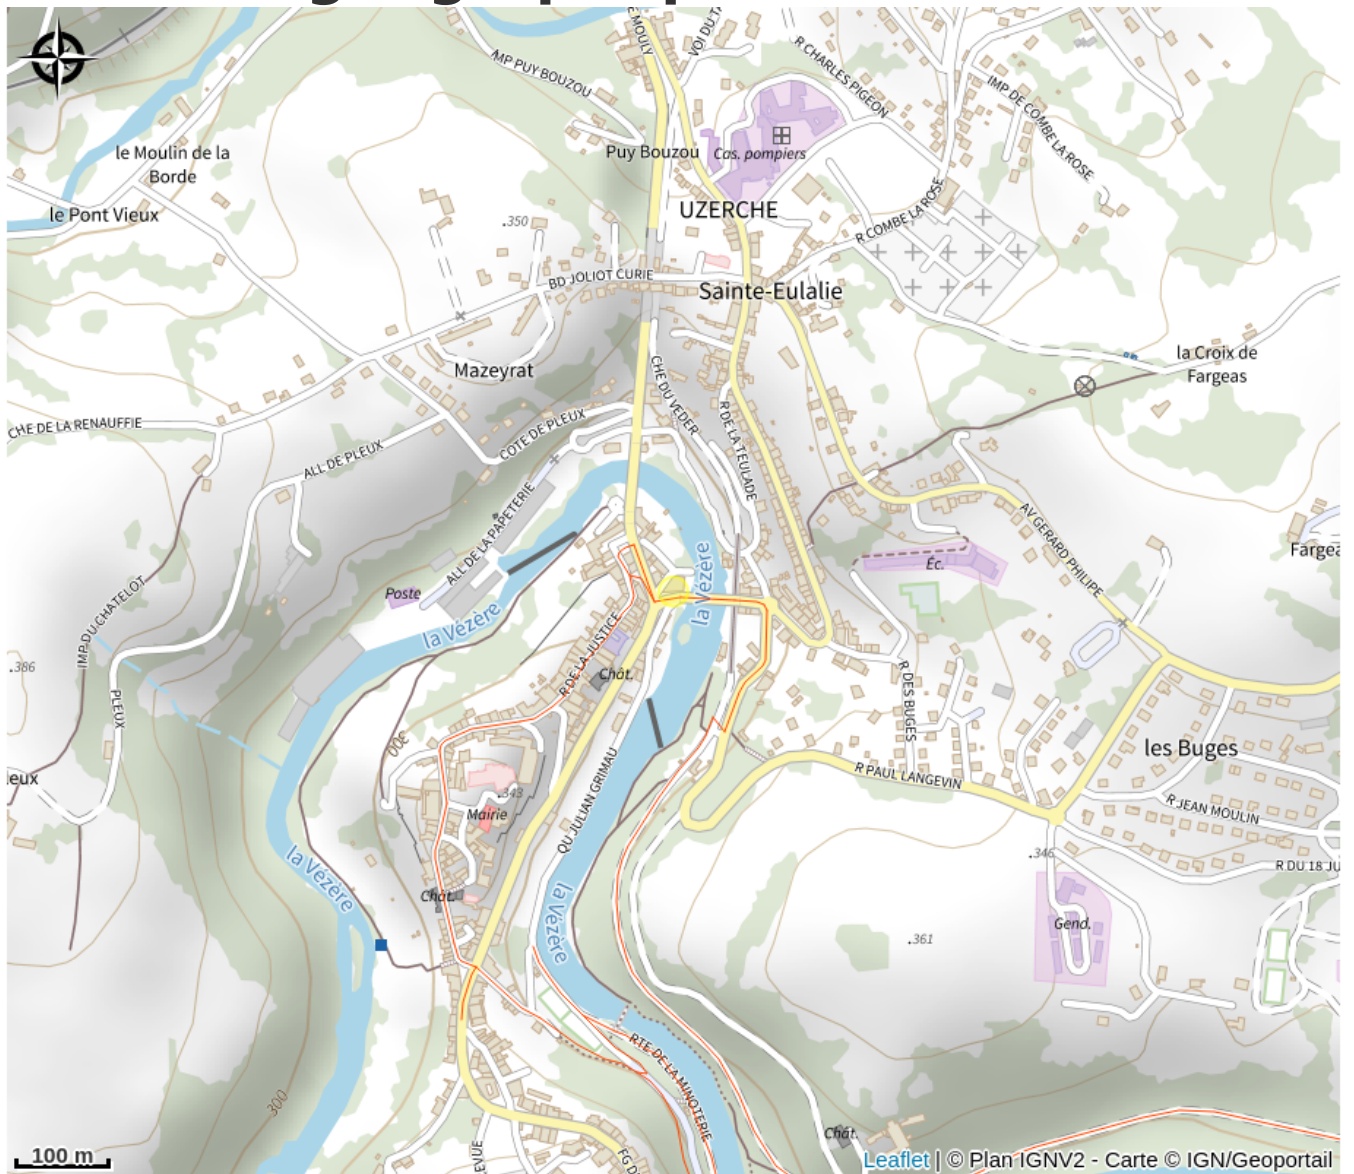 E MOULY
VOI DU TA
MP PUY BOUZOU
R CHARLES PIGEON
IMP DE COMBE LA ROSE
le Moulin de la
Borde
Puy Bouzou
Cas. pompiers
le Pont Vieux
.350
UZERCHE
R COMBE LA ROSE
BD JOLIOT CURIE
Sainte-Eulalie
la Croix de
Fargeas
Mazeyrat
CHE DU VEDER
CHE DE LA RENAUFFIE
COTE DE PLEUX
R DE LA TEULADE
ALL DE PLEUX
ALL DE LA PAPETERIE
AV GERARD PHILIPE
Fargea
Éc.
Poste
la Vézère
la Vézère
IMP DU CHATELOT
R DE LA JUSTICE
.386
Chât.
R DES BUGES
PLEUX
300
les Buges
eux
R PAUL LANGEVIN
QU JULIAN GRIMAU
.343
Mairie
R JEAN MOULIN
.346
R DU 18 JU
la Vézère
Chât.
la Vézère
Gend.
.361
RTE DE LA MINOTERIE
300
Chât.
EVUE
FG D
100 m
Leaflet | © Plan IGNV2 - Carte © IGN/Geoportail